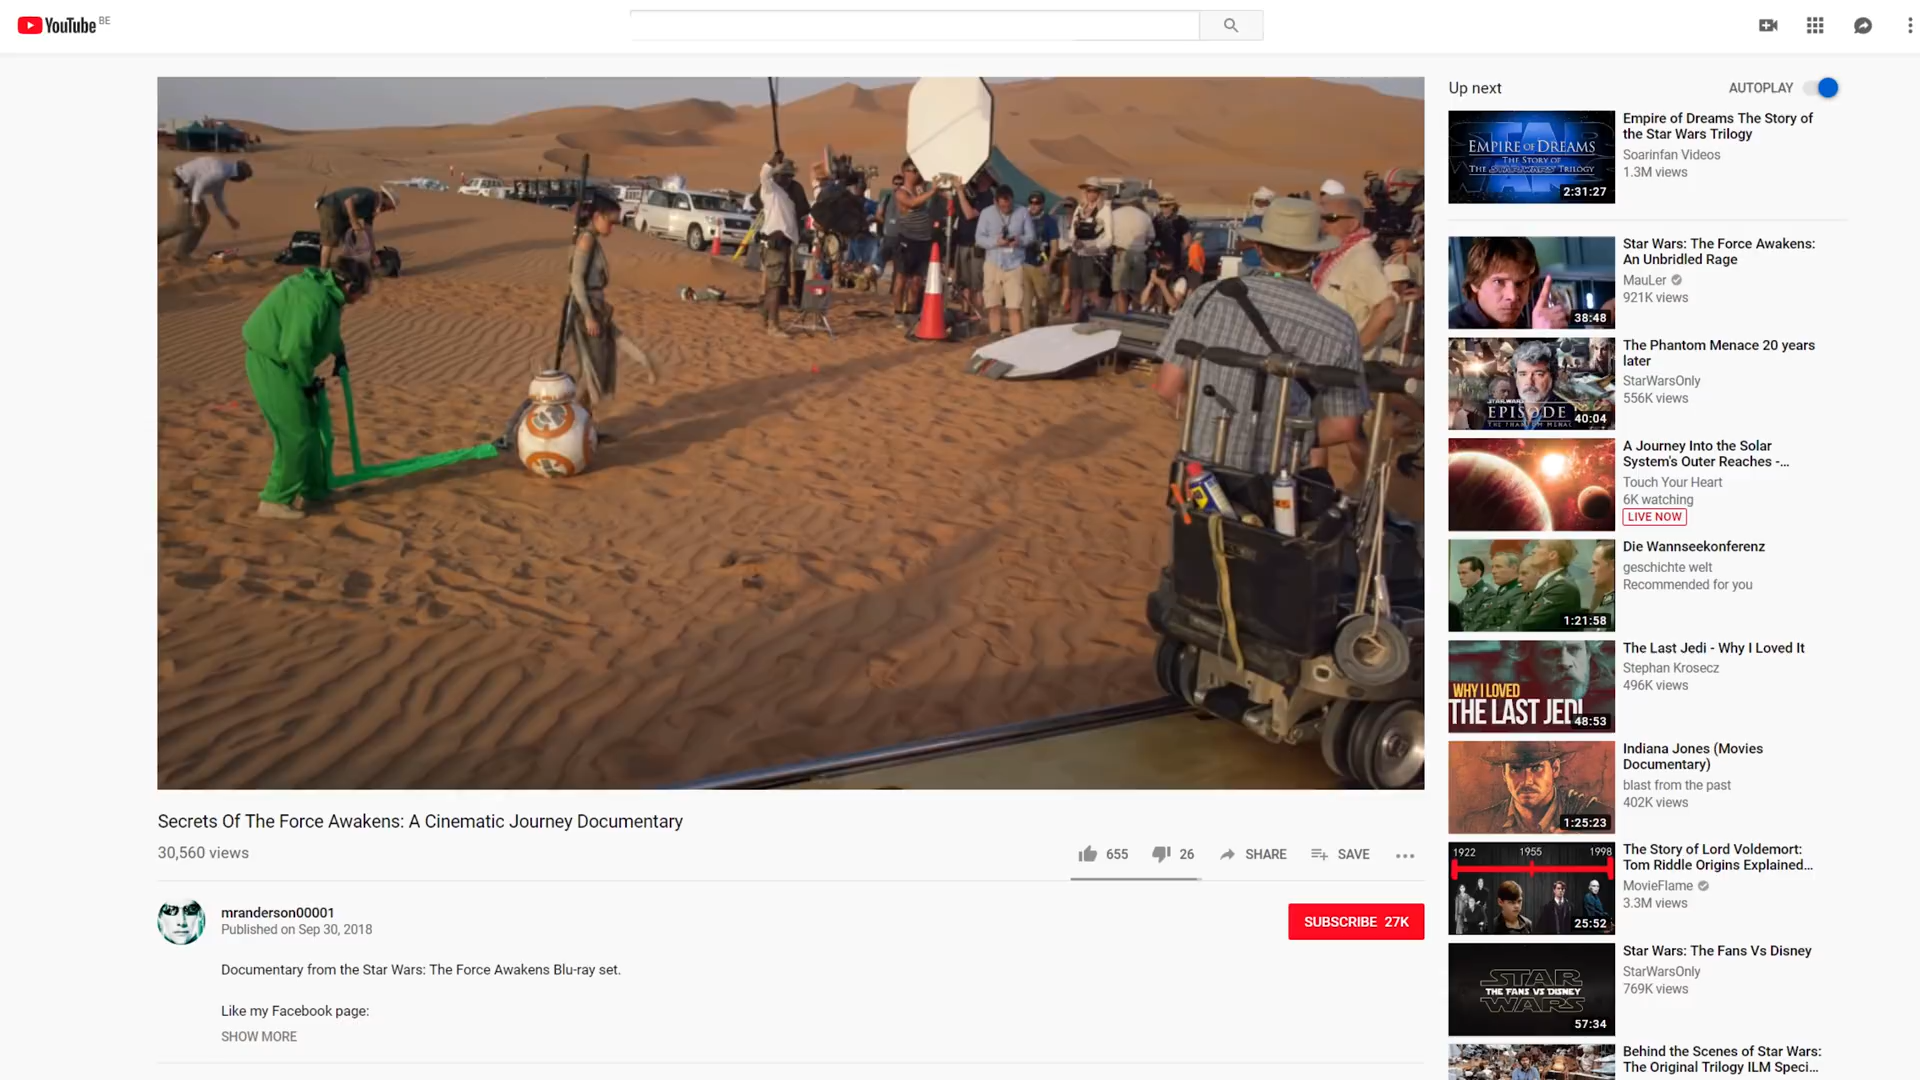 YouTube BE
Up next
AUTOPLAY
EMPIRE OF DREAMS
THE STORY OF
THE STAR WARS TRILOGY
2:31:27
Empire of Dreams The Story of
the Star Wars Trilogy
Soarinfan Videos
1.3M views
38:48
Star Wars: The Force Awakens:
An Unbridled Rage
MauLer
921K views
STAR WARS
EPISODE
THE PHANTOM MENAC
40:04
The Phantom Menace 20 years
later
StarWarsOnly
556K views
A Journey Into the Solar
System's Outer Reaches -...
Touch Your Heart
6K watching
LIVE NOW
1:21:58
Die Wannseekonferenz
geschichte welt
Recommended for you
WHY I LOVED
THE LAST JEDI
48:53
The Last Jedi - Why I Loved It
Stephan Krosecz
496K views
1:25:23
Indiana Jones (Movies
Documentary)
blast from the past
402K views
1922 1955 1998
25:52
The Story of Lord Voldemort:
Tom Riddle Origins Explained...
MovieFlame
3.3M views
STAR
THE FANS VS DISNEY
WARS
57:34
Star Wars: The Fans Vs Disney
StarWarsOnly
769K views
Behind the Scenes of Star Wars:
The Original Trilogy ILM Speci...
Secrets Of The Force Awakens: A Cinematic Journey Documentary
30,560 views
655 26 SHARE SAVE
mranderson00001
Published on Sep 30, 2018
SUBSCRIBE 27K
Documentary from the Star Wars: The Force Awakens Blu-ray set.
Like my Facebook page:
SHOW MORE